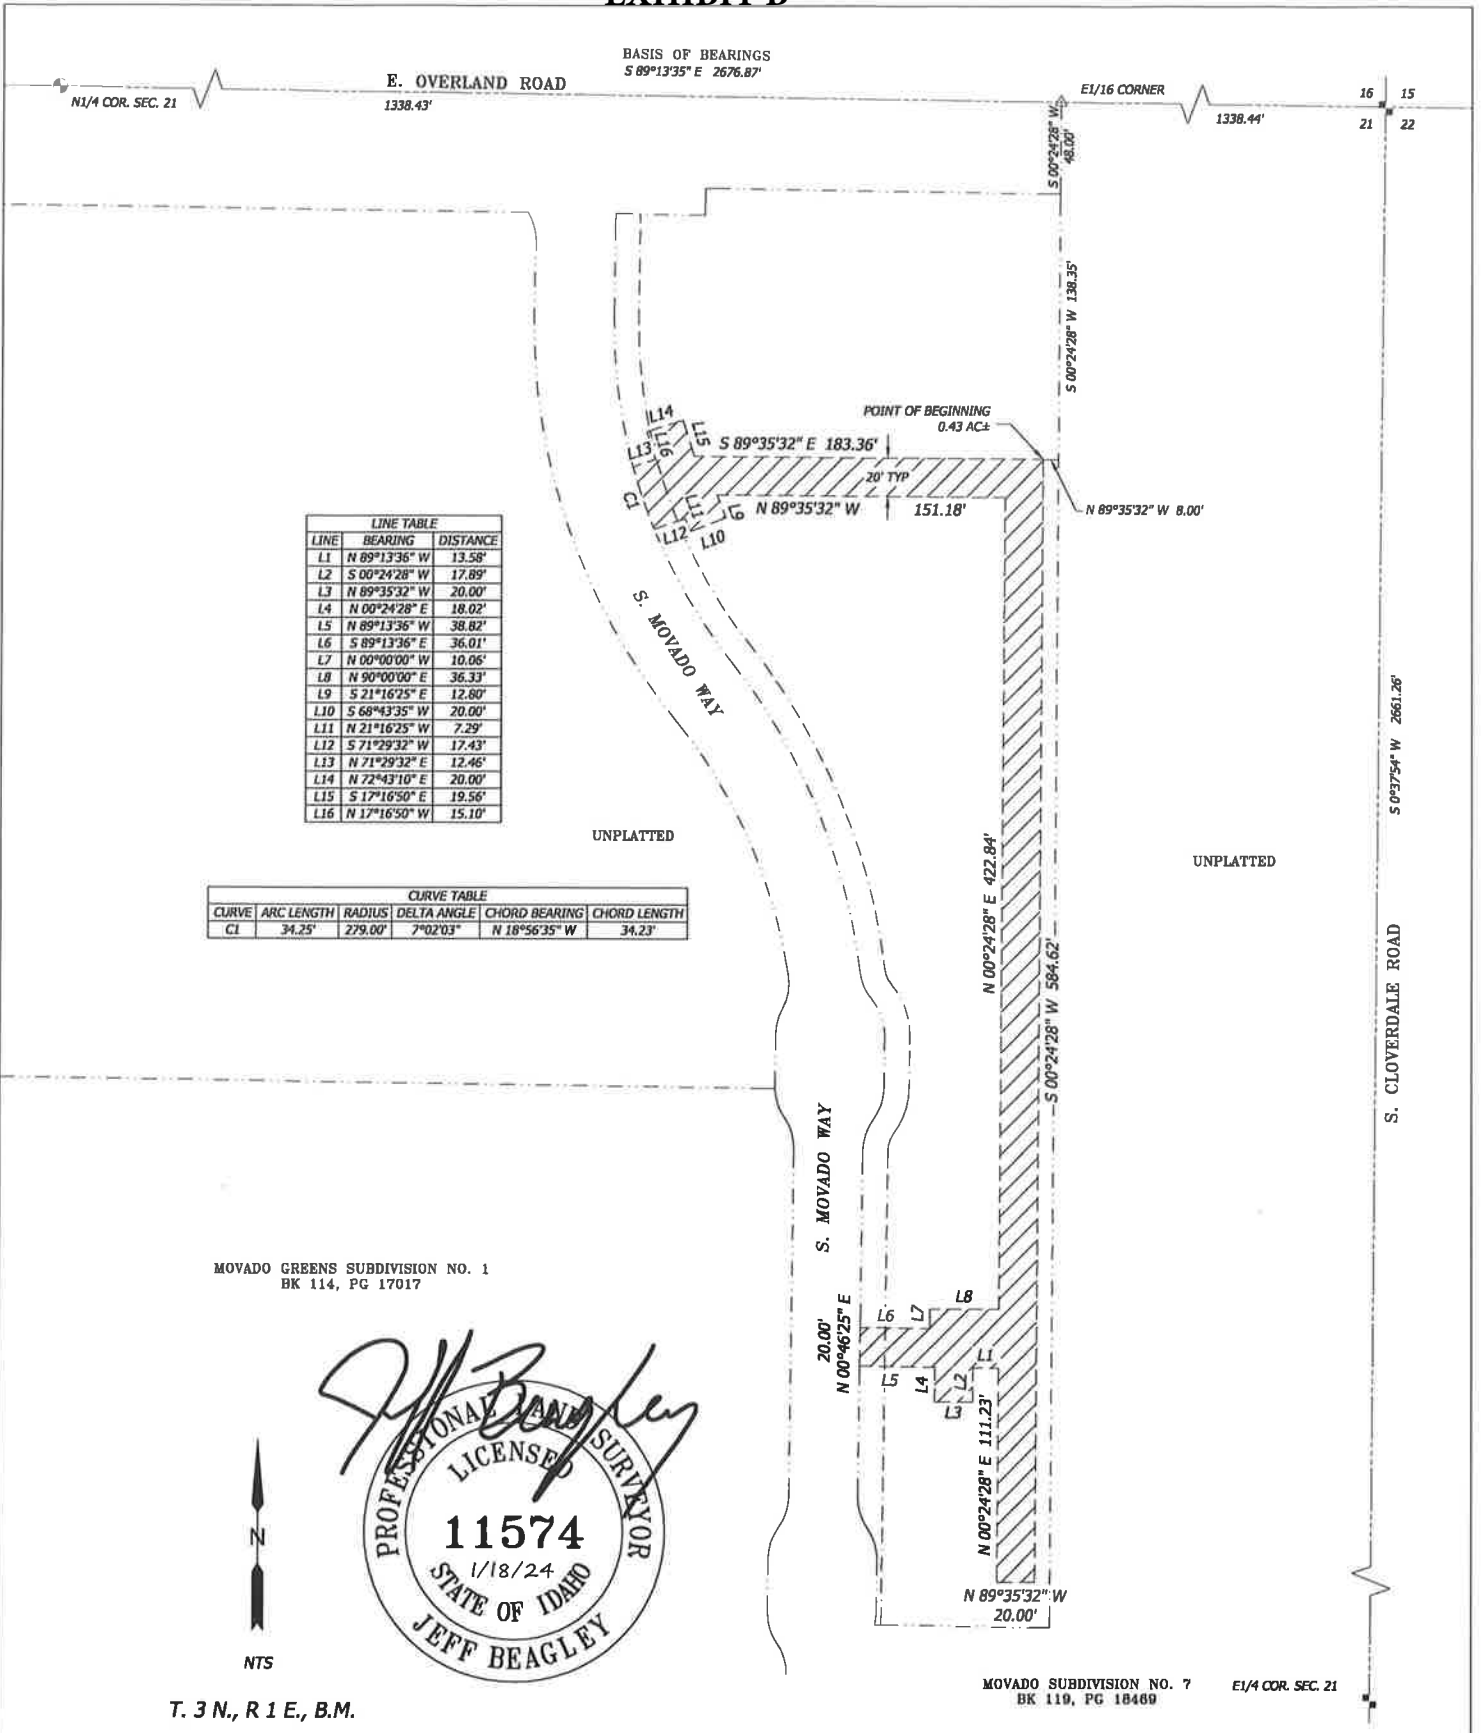 EXHIBIT B
BASIS OF BEARINGS
S 89°13'35" E 2676.87'
E. OVERLAND ROAD
N1/4 COR. SEC. 21
1338.43'
E1/16 CORNER
1338.44'
16 15
21 22
S 00°24'28" W
48.00'
S 00°24'28" W 138.35'
POINT OF BEGINNING
0.43 AC±
L14
L15
L16
L13
S 89°35'32" E 183.36'
20' TYP
C1
L11
L9
N 89°35'32" W 151.18'
N 89°35'32" W 8.00'
L12
L10
LINE TABLE
LINE BEARING DISTANCE
L1 N 89°13'36" W 13.58'
L2 S 00°24'28" W 17.89'
L3 N 89°35'32" W 20.00'
L4 N 00°24'28" E 18.02'
L5 N 89°13'36" W 38.82'
L6 S 89°13'36" E 36.01'
L7 N 00°00'00" W 10.06'
L8 N 90°00'00" E 36.33'
L9 S 21°16'25" E 12.80'
L10 S 68°43'35" W 20.00'
L11 N 21°16'25" W 7.29'
L12 S 71°29'32" W 17.43'
L13 N 71°29'32" E 12.46'
L14 N 72°43'10" E 20.00'
L15 S 17°16'50" E 19.56'
L16 N 17°16'50" W 15.10'
S. MOVADO WAY
S 0°37'54" W 2661.26'
UNPLATTED
UNPLATTED
CURVE TABLE
CURVE ARC LENGTH RADIUS DELTA ANGLE CHORD BEARING CHORD LENGTH
C1 34.25' 279.00' 7°02'03" N 18°56'35" W 34.23'
N 00°24'28" E 422.84'
S 00°24'28" W 584.62'
S. CLOVERDALE ROAD
S. MOVADO WAY
MOVADO GREENS SUBDIVISION NO. 1
BK 114, PG 17017
20.00'
N 00°46'25" E
L6
L7
L8
L5
L4
L3
L2
L1
N 00°24'28" E 111.23'
N 89°35'32" W
20.00'
Jeff Beagley
PROFESSIONAL LAND SURVEYOR
LICENSED
11574
1/18/24
STATE OF IDAHO
JEFF BEAGLEY
N
NTS
T. 3 N., R 1 E., B.M.
MOVADO SUBDIVISION NO. 7
BK 119, PG 18469
E1/4 COR. SEC. 21